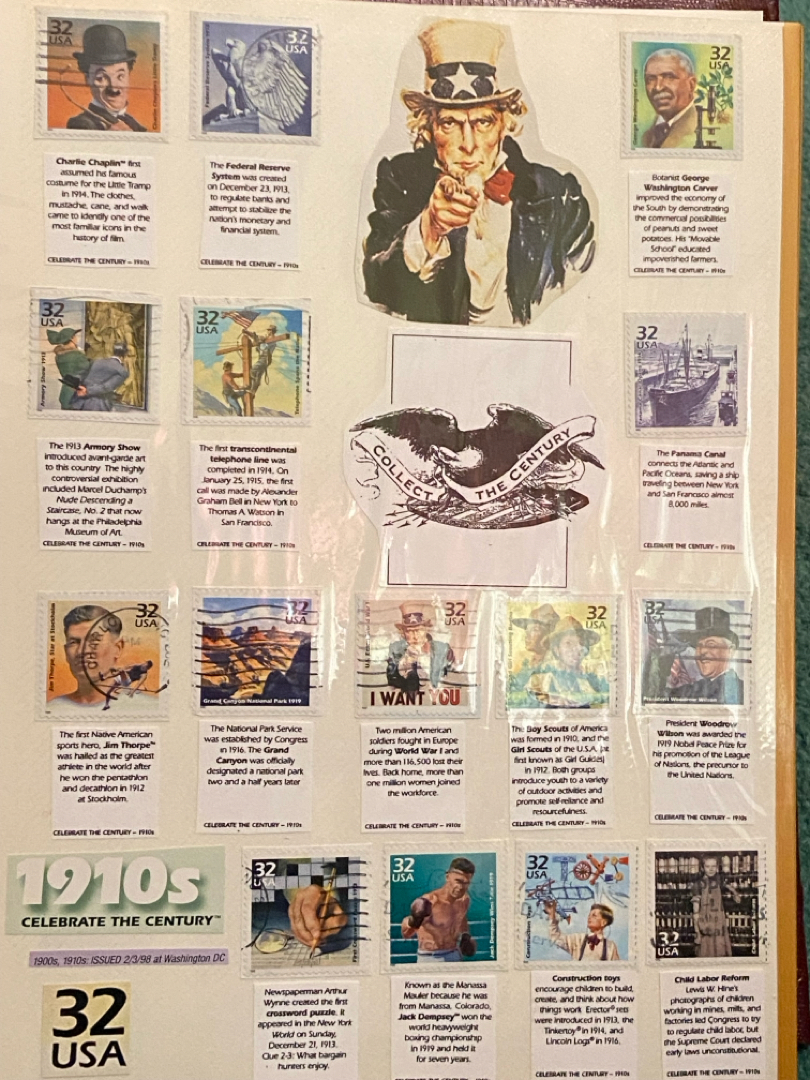 32
USA
Charlie Chaplin™ first
assumed his famous
costume for the Little Tramp
in 1914. The clothes,
mustache, cane, and walk
came to identify one of the
most familiar icons in the
history of film.
CELEBRATE THE CENTURY – 1910s
32
USA
Federal Reserve System 1913
The Federal Reserve
System was created
on December 23, 1913,
to regulate banks and
attempt to stabilize the
nation's monetary and
financial system.
CELEBRATE THE CENTURY – 1910s
32
USA
George Washington Carver
Botanist George
Washington Carver
improved the economy of
the South by demonstrating
the commercial possibilities
of peanuts and sweet
potatoes. His "Movable
School" educated
impoverished farmers.
CELEBRATE THE CENTURY – 1910s
32
USA
Armory Show 1913
The 1913 Armory Show
introduced avant-garde art
to this country The highly
controversial exhibition
included Marcel Duchamp's
Nude Descending a
Staircase, No. 2 that now
hangs at the Philadelphia
Museum of Art.
CELEBRATE THE CENTURY – 1910s
32
USA
The first transcontinental
telephone line was
completed in 1914. On
January 25, 1915, the first
call was made by Alexander
Graham Bell in New York to
Thomas A. Watson in
San Francisco.
CELEBRATE THE CENTURY – 1910s
COLLECT THE CENTURY
32
USA
The Panama Canal
connects the Atlantic and
Pacific Oceans, saving a ship
traveling between New York
and San Francisco almost
8,000 miles.
CELEBRATE THE CENTURY – 1910s
32
USA
Jim Thorpe, Star at Stockholm
The first Native American
sports hero, Jim Thorpe™
was hailed as the greatest
athlete in the world after
he won the pentathlon
and decathlon in 1912
at Stockholm.
CELEBRATE THE CENTURY – 1910s
32
USA
Grand Canyon National Park 1919
The National Park Service
was established by Congress
in 1916. The Grand
Canyon was officially
designated a national park
two and a half years later
CELEBRATE THE CENTURY – 1910s
32
USA
I WANT YOU
Two million American
soldiers fought in Europe
during World War I and
more than 116,500 lost their
lives. Back home, more than
one million women joined
the workforce.
CELEBRATE THE CENTURY – 1910s
32
USA
The Boy Scouts of America
was formed in 1910, and the
Girl Scouts of the U.S.A. (at
first known as Girl Guides)
in 1912. Both groups
introduce youth to a variety
of outdoor activities and
promote self-reliance and
resourcefulness.
CELEBRATE THE CENTURY – 1910s
32
USA
President Woodrow Wilson
President Woodrow
Wilson was awarded the
1919 Nobel Peace Prize for
his promotion of the League
of Nations, the precursor to
the United Nations.
CELEBRATE THE CENTURY – 1910s
1910s
CELEBRATE THE CENTURY™
1900s, 1910s: ISSUED 2/3/98 at Washington DC
32
USA
32
USA
Newspaperman Arthur
Wynne created the first
crossword puzzle. It
appeared in the New York
World on Sunday,
December 21, 1913.
Clue 2-3: What bargain
hunters enjoy.
32
USA
Known as the Manassa
Mauler because he was
from Manassa, Colorado,
Jack Dempsey™ won the
world heavyweight
boxing championship
in 1919 and held it
for seven years.
32
USA
Construction toys
encourage children to build,
create, and think about how
things work Erector® sets
were introduced in 1913, the
Tinkertoy® in 1914, and
Lincoln Logs® in 1916.
CELEBRATE THE CENTURY – 1910s
32
USA
Child Labor Reform
Lewis W. Hine's
photographs of children
working in mines, mills, and
factories led Congress to try
to regulate child labor, but
the Supreme Court declared
early laws unconstitutional.
CELEBRATE THE CENTURY – 1910s